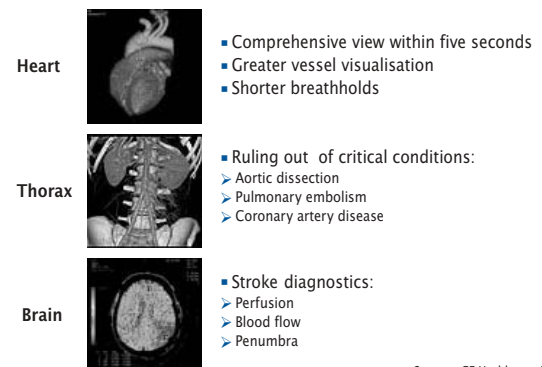 Heart
Comprehensive view within five seconds
Greater vessel visualisation
Shorter breathholds
Thorax
Ruling out of critical conditions:
Aortic dissection
Pulmonary embolism
Coronary artery disease
Brain
Stroke diagnostics:
Perfusion
Blood flow
Penumbra